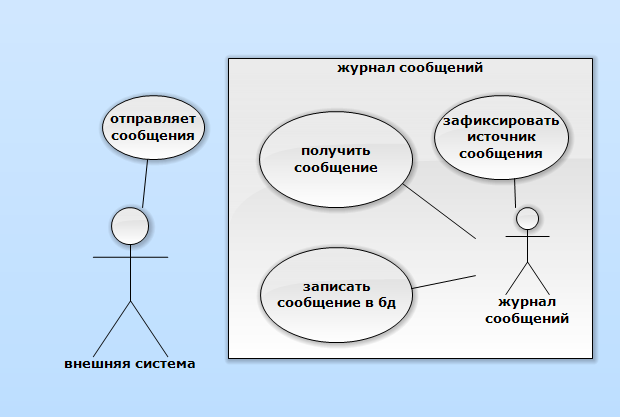 журнал сообщений
отправляет
сообщения
зафиксировать
источник
сообщения
получить
сообщение
записать
сообщение в бд
журнал
сообщений
внешняя система